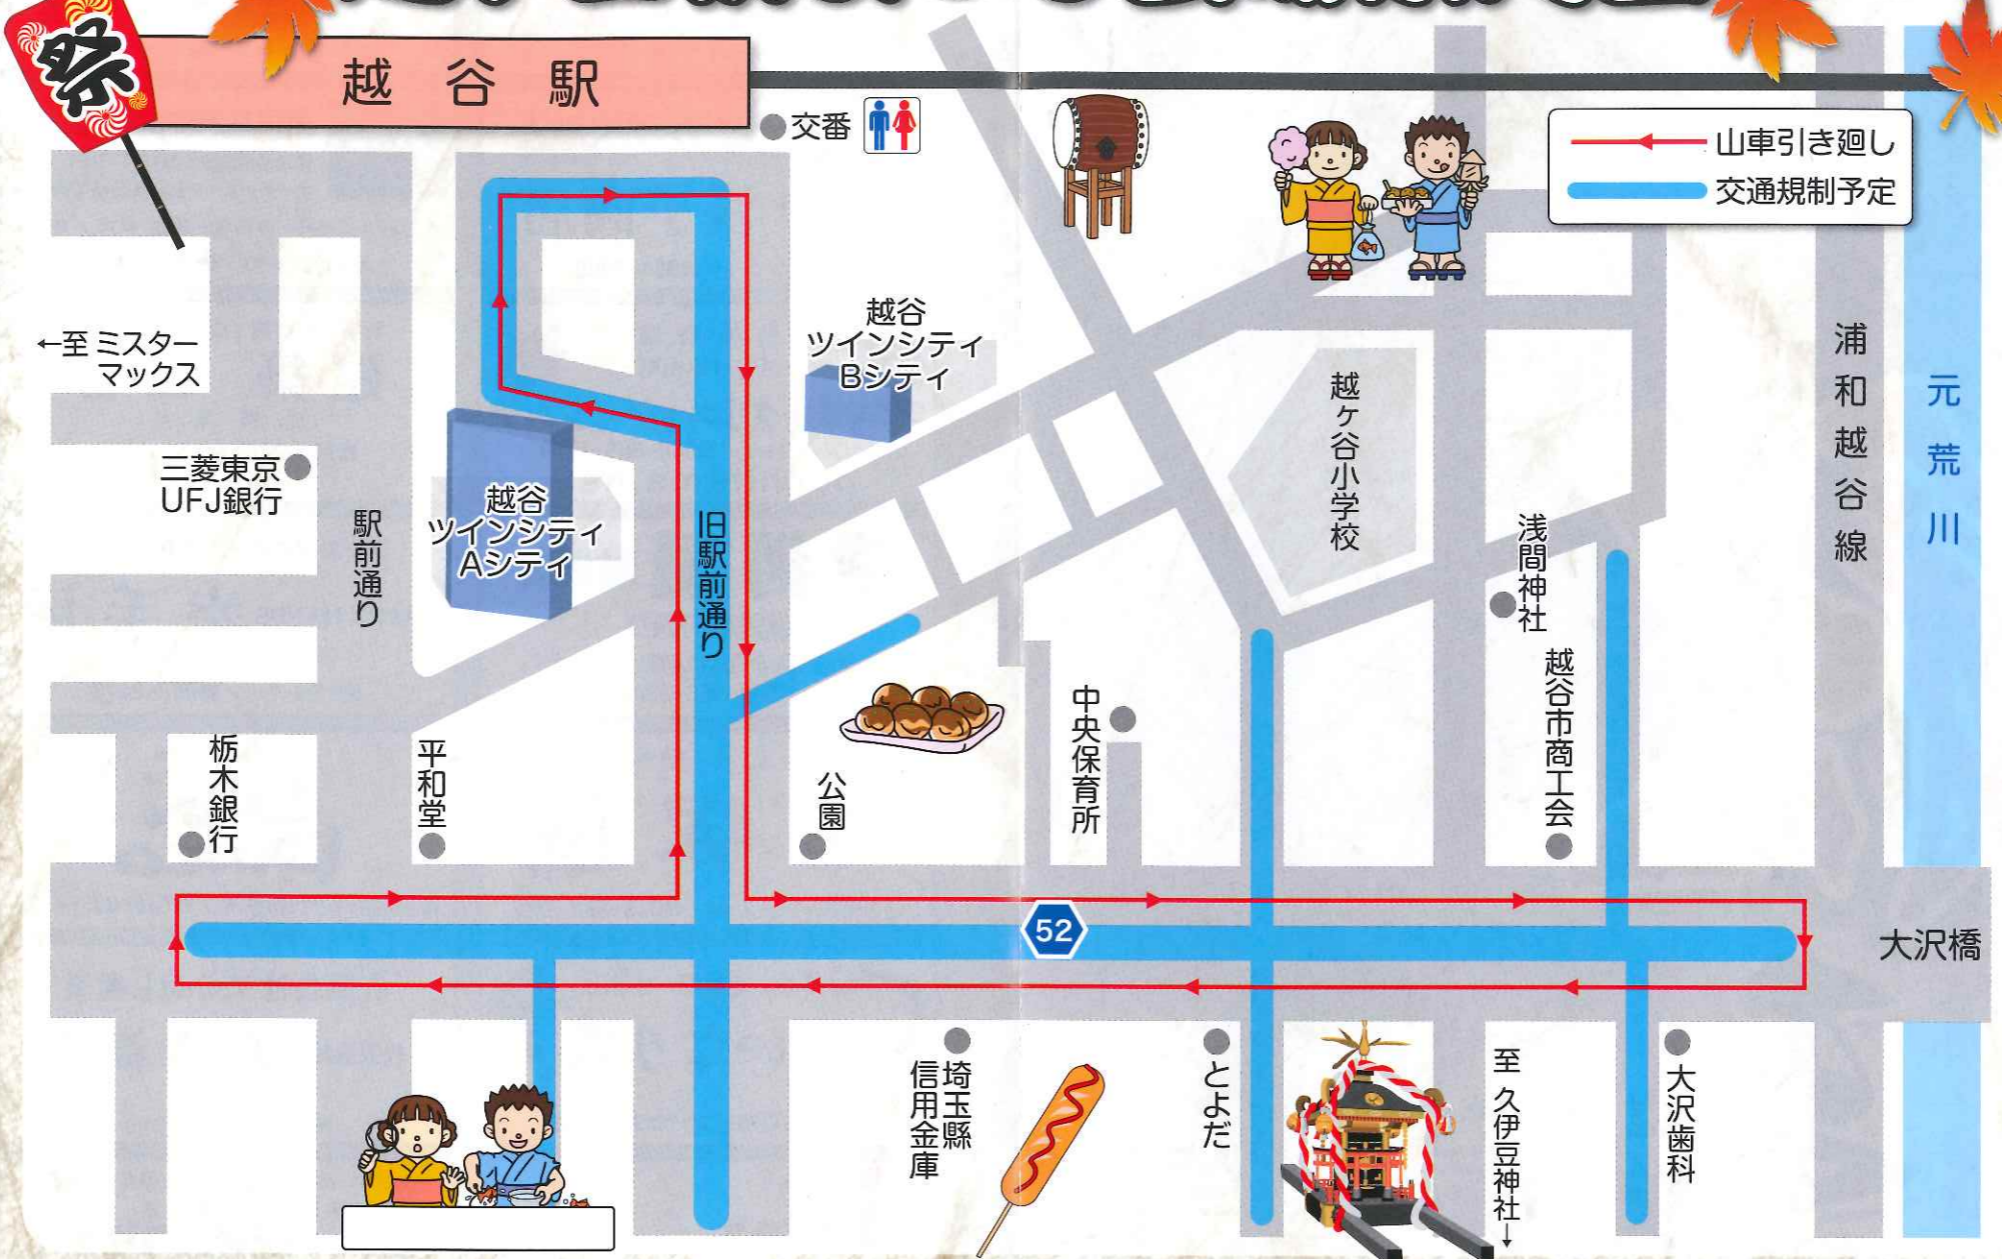 祭
越谷駅
交番
山車引き廻し
交通規制予定
←至 ミスター
マックス
越谷
ツインシティ
Bシティ
越ヶ谷小学校
浦和越谷線
元荒川
三菱東京
UFJ銀行
駅前通り
越谷
ツインシティ
Aシティ
旧駅前通り
浅間神社
越谷市商工会
中央保育所
公園
平和堂
栃木銀行
52
大沢橋
埼玉縣
信用金庫
とよだ
至 久伊豆神社→
大沢歯科